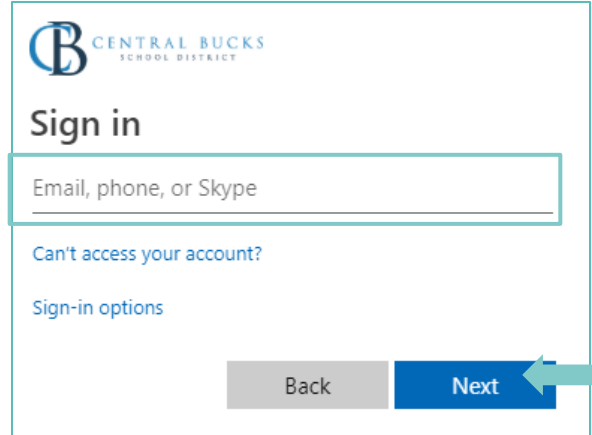 CB CENTRAL BUCKS
SCHOOL DISTRICT
Sign in
Email, phone, or Skype
Can't access your account?
Sign-in options
Back Next